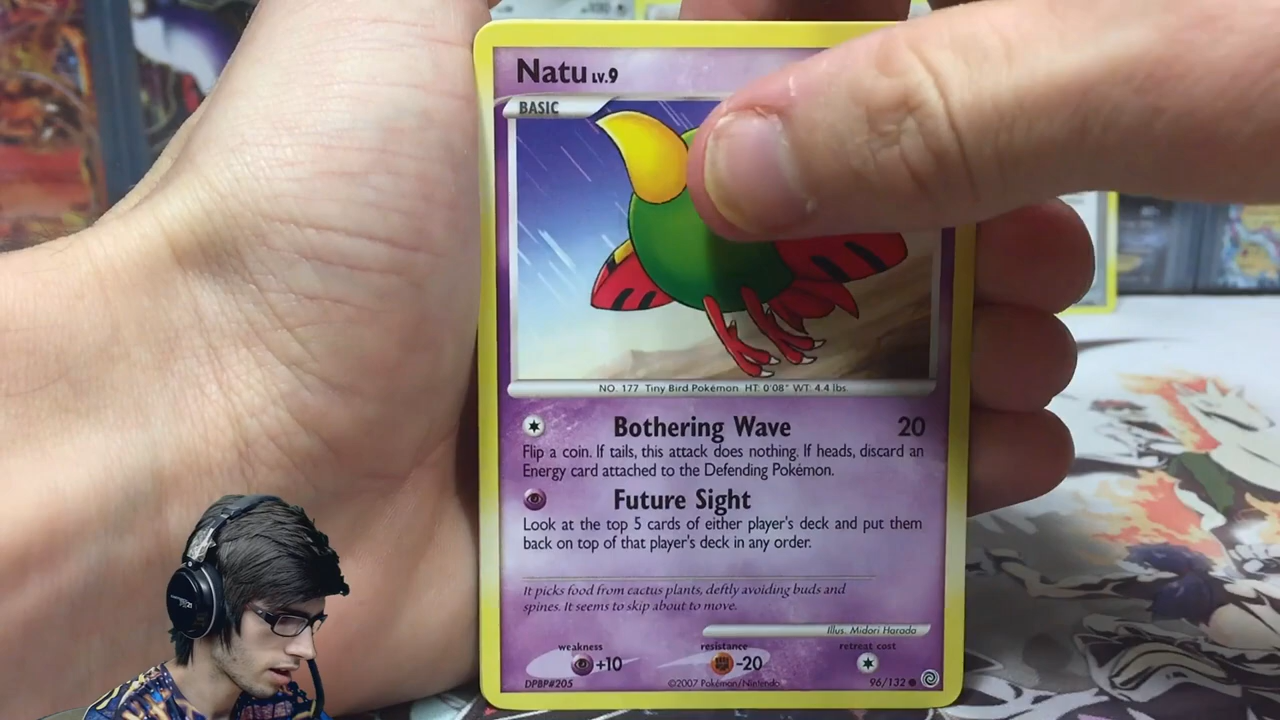 Natu LV.9
BASIC
NO. 177 Tiny Bird Pokémon HT: 0'08" WT: 4.4 lbs.
Bothering Wave 20
Flip a coin. If tails, this attack does nothing. If heads, discard an
Energy card attached to the Defending Pokémon.
Future Sight
Look at the top 5 cards of either player's deck and put them
back on top of that player's deck in any order.
It picks food from cactus plants, deftly avoiding buds and
spines. It seems to skip about to move.
Illus. Midori Harada
weakness resistance retreat cost
+10 -20
DPBP#205 ©2007 Pokémon/Nintendo 96/132